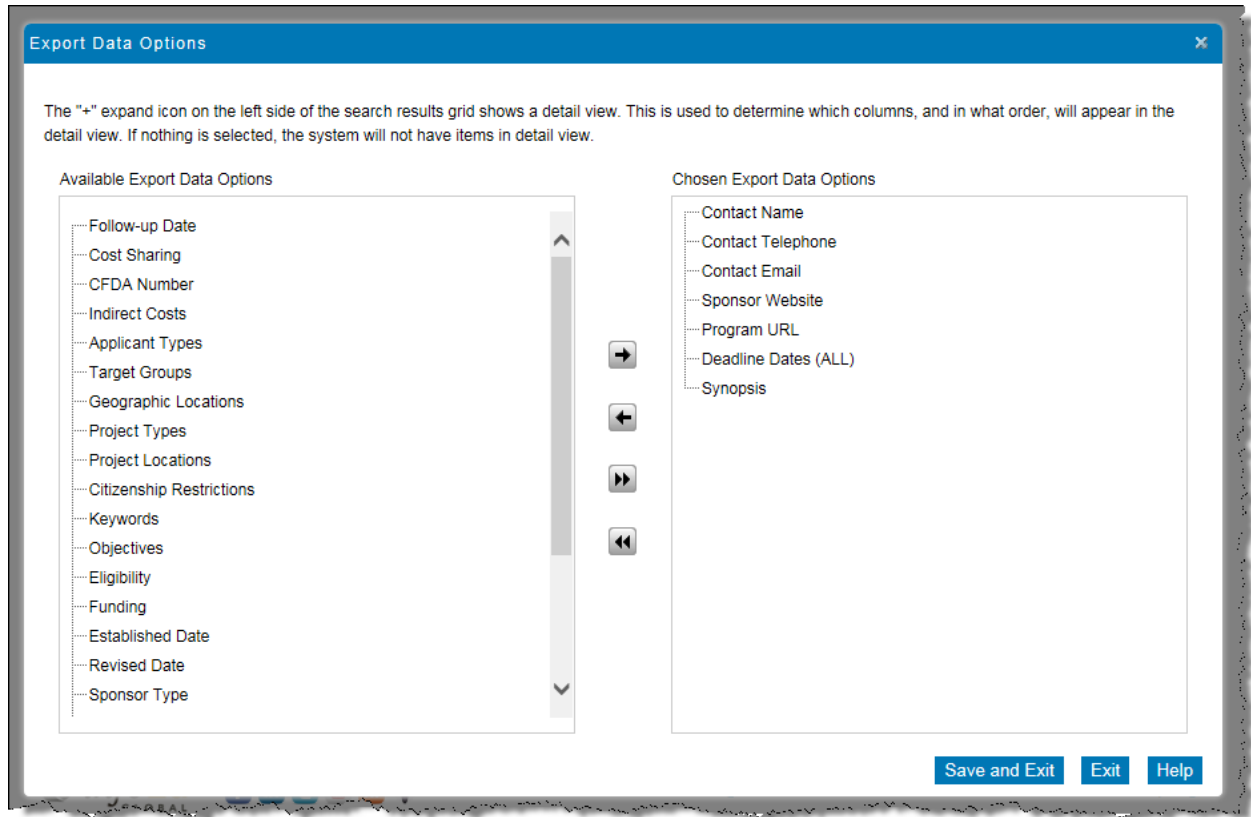 Export Data Options
The "+" expand icon on the left side of the search results grid shows a detail view. This is used to determine which columns, and in what order, will appear in the
detail view. If nothing is selected, the system will not have items in detail view.
Available Export Data Options
Follow-up Date
Cost Sharing
CFDA Number
Indirect Costs
Applicant Types
Target Groups
Geographic Locations
Project Types
Project Locations
Citizenship Restrictions
Keywords
Objectives
Eligibility
Funding
Established Date
Revised Date
Sponsor Type
Chosen Export Data Options
Contact Name
Contact Telephone
Contact Email
Sponsor Website
Program URL
Deadline Dates (ALL)
Synopsis
Save and Exit
Exit
Help